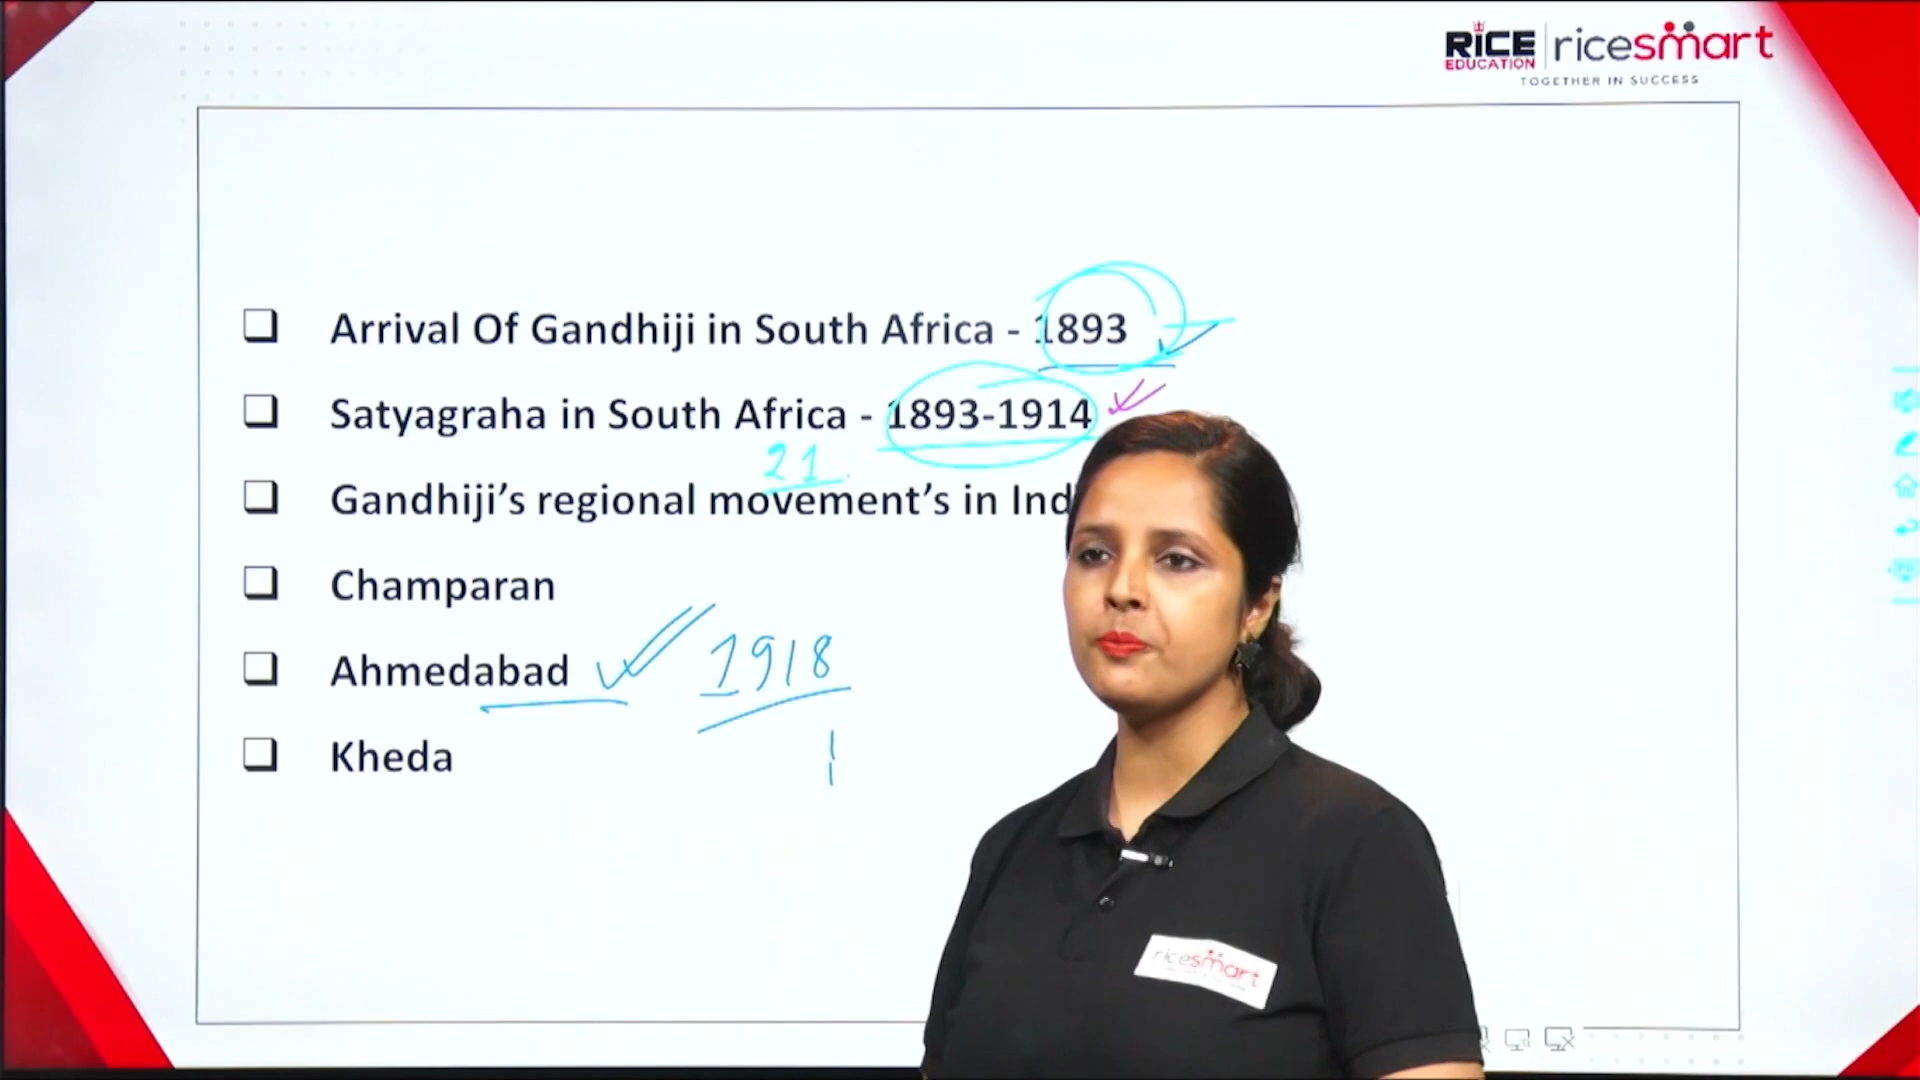 RICE EDUCATION ricesmart
TOGETHER IN SUCCESS
Arrival Of Gandhiji in South Africa - 1893
Satyagraha in South Africa - 1893-1914
21
Gandhiji’s regional movement’s in Ind
Champaran
Ahmedabad 1918
Kheda
ricesmart